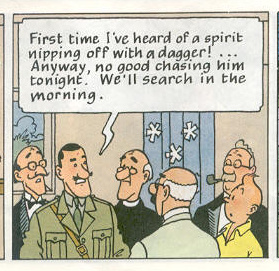 First time I've heard of a spirit
nipping off with a dagger! ...
Anyway, no good chasing him
tonight. We'll search in the
morning.